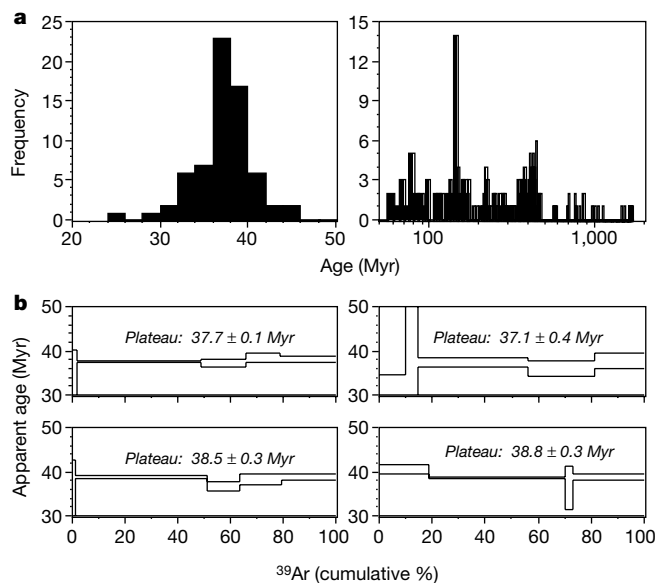 a
25
20
15
10
5
0
Frequency
20 30 40 50
15
12
9
6
3
0
100 1,000
Age (Myr)
b
50
40
30
Plateau: 37.7 ± 0.1 Myr
50
40
30
Plateau: 37.1 ± 0.4 Myr
Apparent age (Myr)
50
40
30
Plateau: 38.5 ± 0.3 Myr
0 20 40 60 80 100
50
40
30
Plateau: 38.8 ± 0.3 Myr
0 20 40 60 80 100
³⁹Ar (cumulative %)